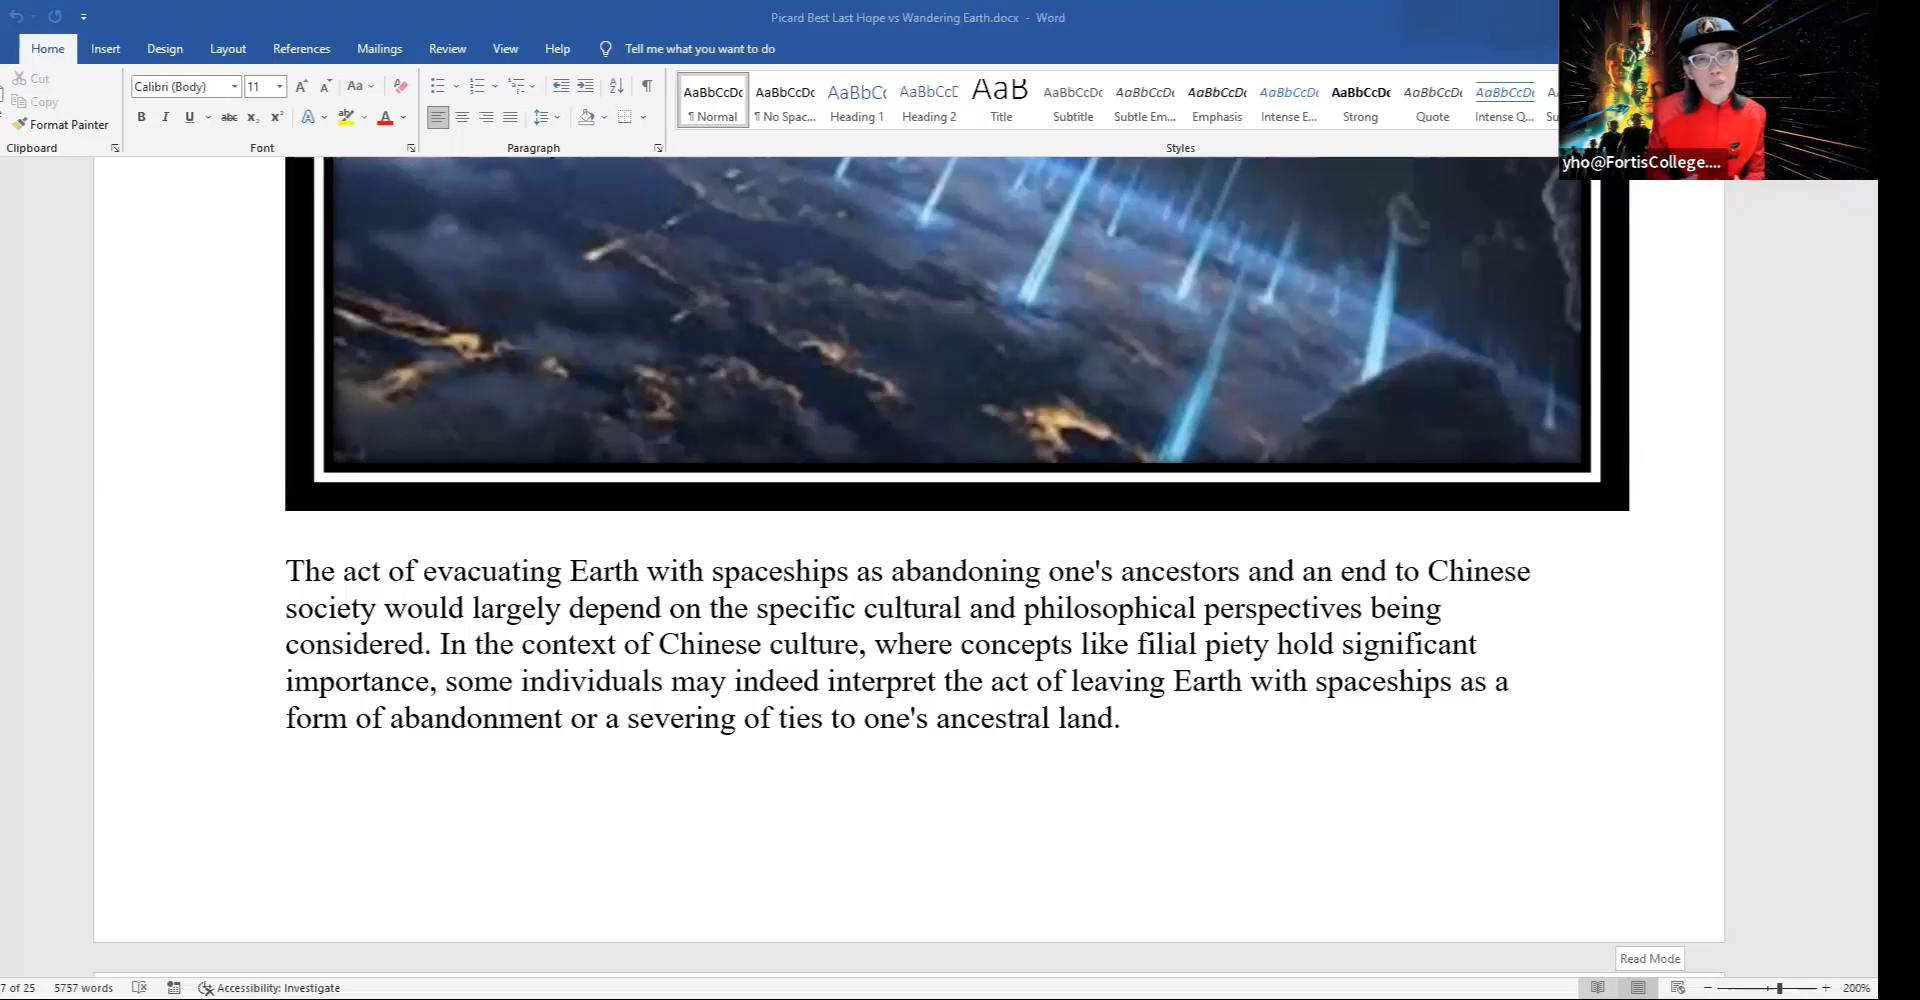 Picard Best Last Hope vs Wandering Earth.docx - Word
Home Insert Design Layout References Mailings Review View Help Tell me what you want to do
Cut
Copy
Format Painter
Clipboard
Calibri (Body) 11
Font
Paragraph
AaBbCcDc AaBbCcDc AaBbCc AaBbCcD AaB AaBbCcDc AaBbCcDc AaBbCcDc AaBbCcDc AaBbCcDc AaBbCcDc AaBbCcDc
¶ Normal ¶ No Spac... Heading 1 Heading 2 Title Subtitle Subtle Em... Emphasis Intense E... Strong Quote Intense Q...
Styles
yho@FortisCollege....
The act of evacuating Earth with spaceships as abandoning one's ancestors and an end to Chinese
society would largely depend on the specific cultural and philosophical perspectives being
considered. In the context of Chinese culture, where concepts like filial piety hold significant
importance, some individuals may indeed interpret the act of leaving Earth with spaceships as a
form of abandonment or a severing of ties to one's ancestral land.
Read Mode
7 of 25 5757 words Accessibility: Investigate 200%